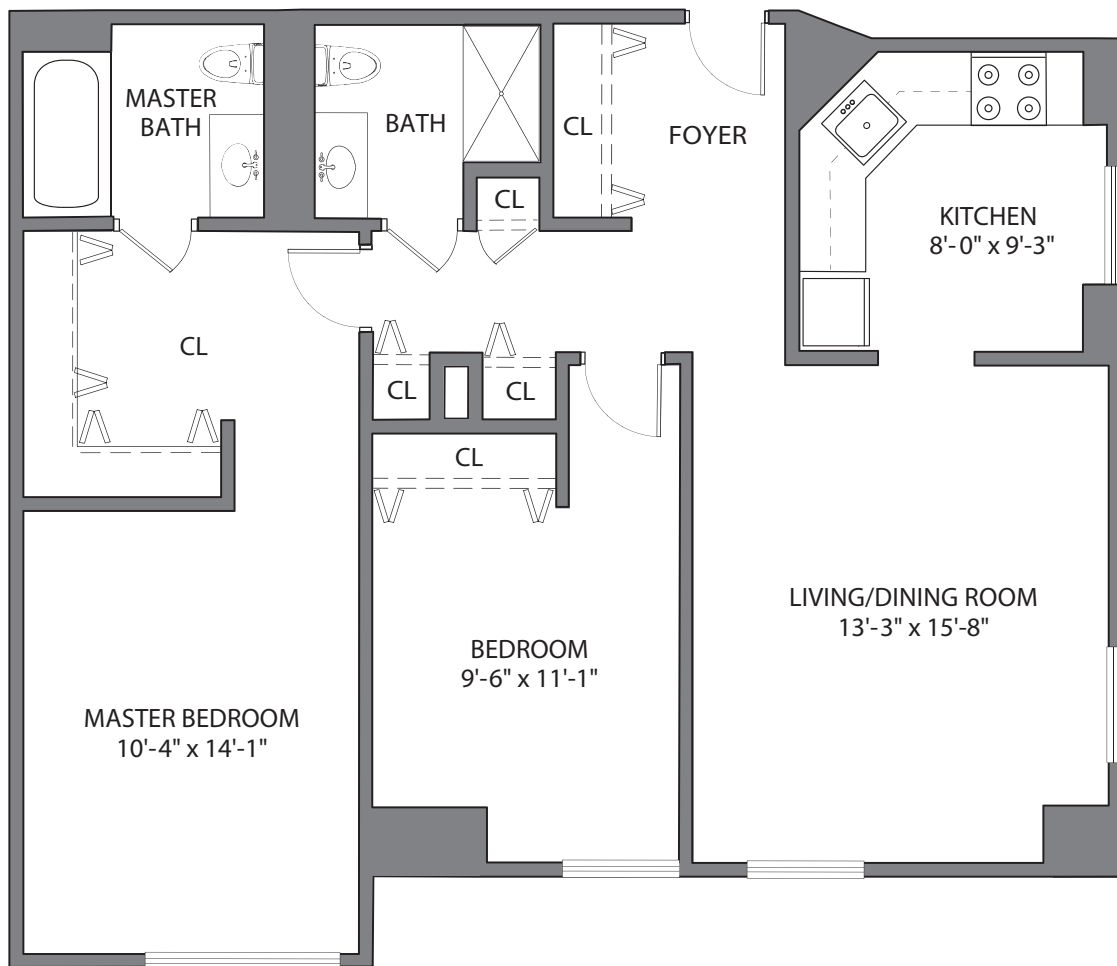 MASTER
BATH
BATH
CL
FOYER
CL
KITCHEN
8'-0" x 9'-3"
CL
CL
CL
CL
LIVING/DINING ROOM
13'-3" x 15'-8"
BEDROOM
9'-6" x 11'-1"
MASTER BEDROOM
10'-4" x 14'-1"